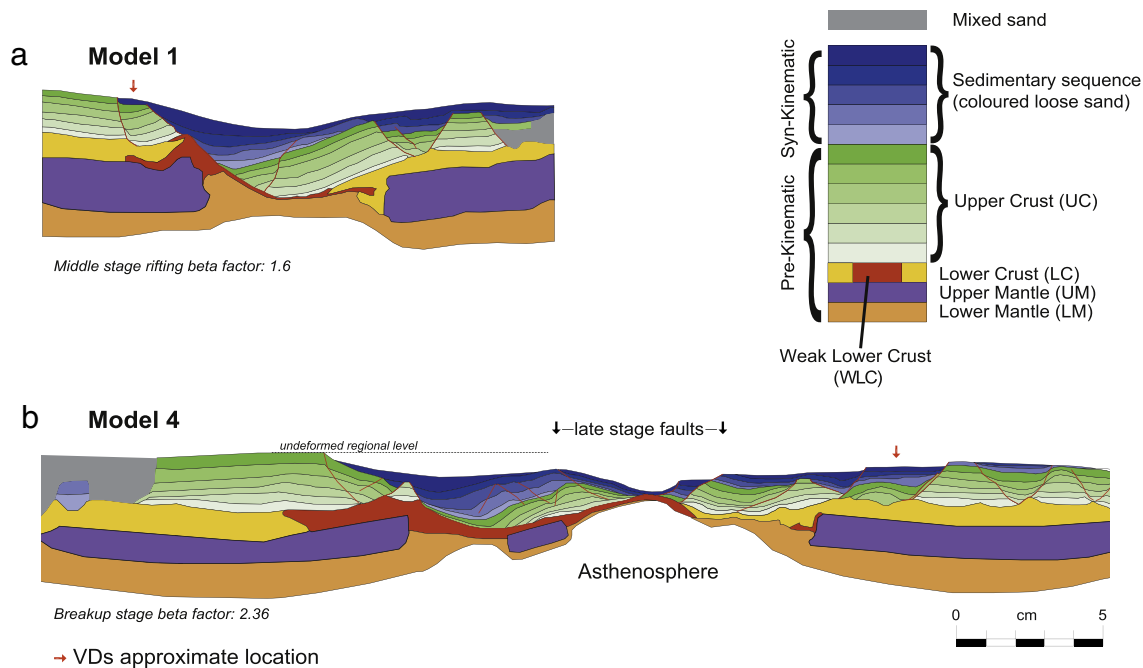 a
Model 1
Middle stage rifting beta factor: 1.6
Mixed sand
Syn-Kinematic
Sedimentary sequence
(coloured loose sand)
Pre-Kinematic
Upper Crust (UC)
Lower Crust (LC)
Upper Mantle (UM)
Lower Mantle (LM)
Weak Lower Crust
(WLC)
b
Model 4
undeformed regional level
late stage faults
Asthenosphere
Breakup stage beta factor: 2.36
0 cm 5
VDs approximate location